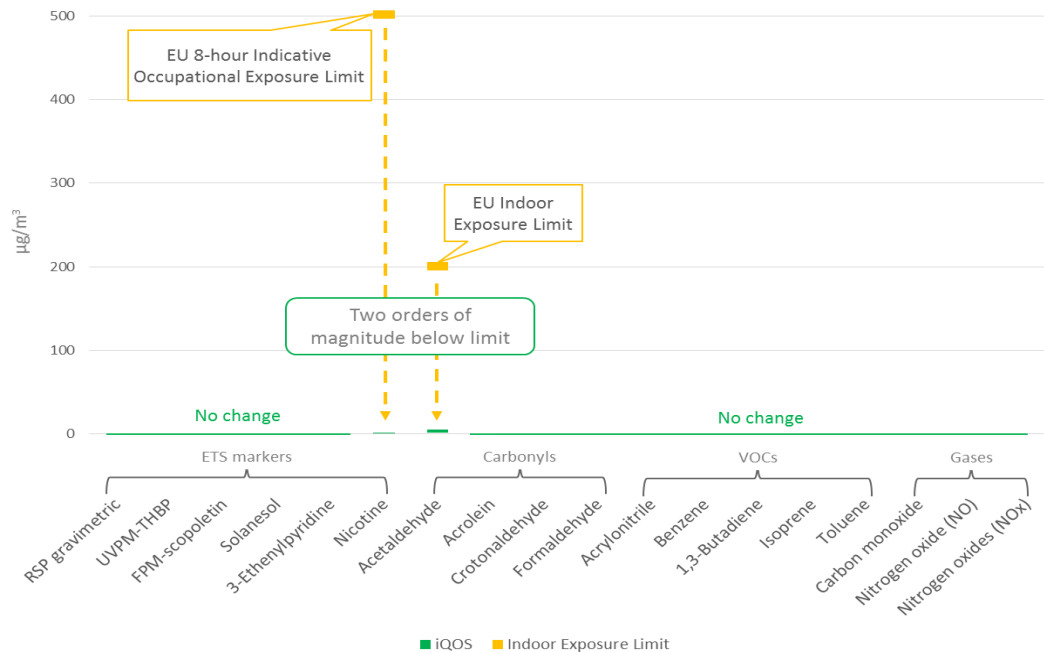 500
EU 8-hour Indicative
Occupational Exposure Limit
400
300
EU Indoor
Exposure Limit
µg/m³
200
Two orders of
magnitude below limit
100
No change
No change
0
ETS markers
Carbonyls
VOCs
Gases
RSP gravimetric
UVPM-THBP
FPM-scopoletin
Solanesol
3-Ethenylpyridine
Nicotine
Acetaldehyde
Acrolein
Crotonaldehyde
Formaldehyde
Acrylonitrile
Benzene
1,3-Butadiene
Isoprene
Toluene
Carbon monoxide
Nitrogen oxide (NO)
Nitrogen oxides (NOx)
iQOS
Indoor Exposure Limit